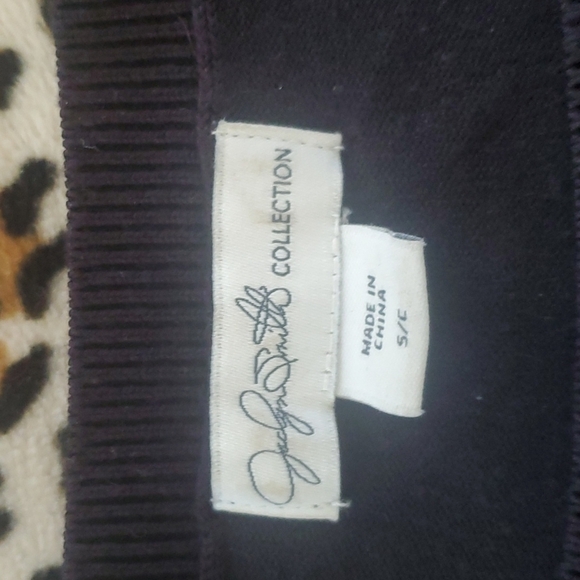 Jaclyn Smith COLLECTION
MADE IN
CHINA
S/C